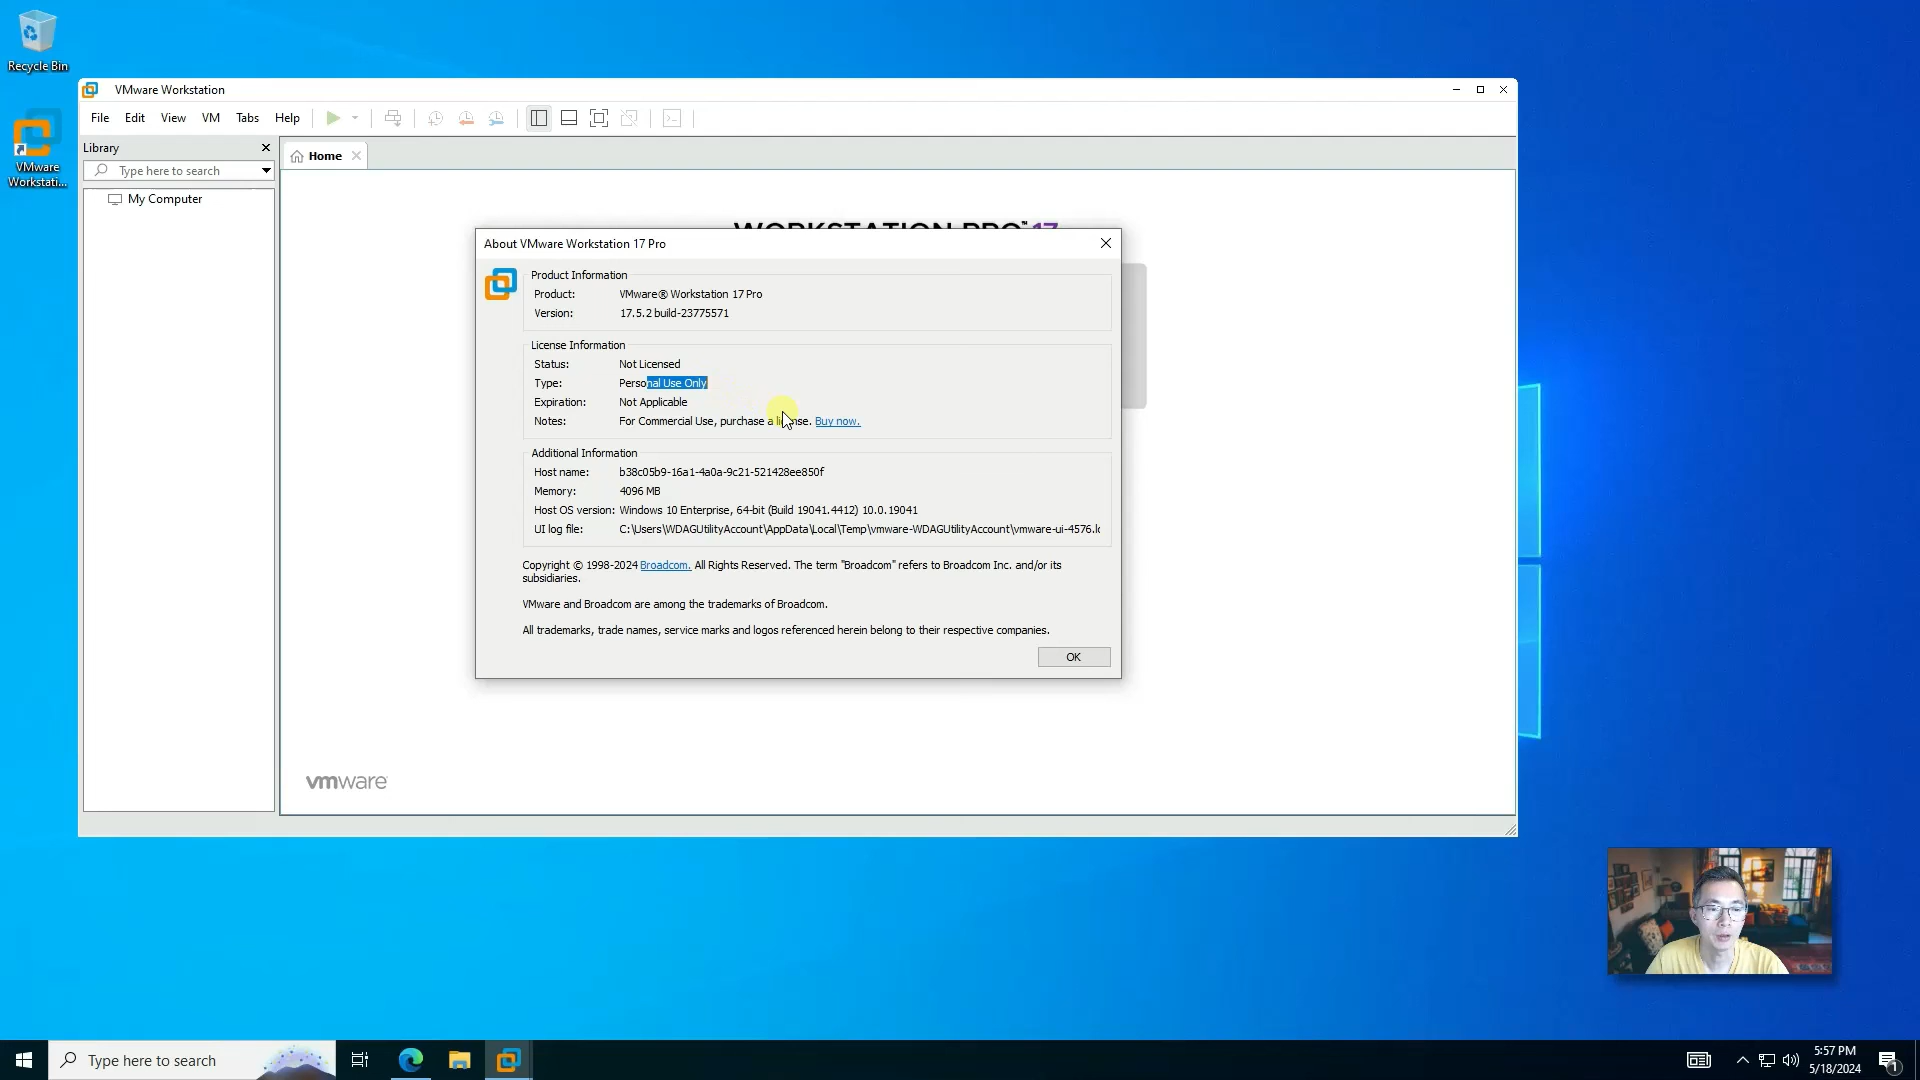 Recycle Bin
VMware
Workstati...
VMware Workstation
File Edit View VM Tabs Help
Library
Type here to search
My Computer
Home
WORKSTATION PRO™ 17
About VMware Workstation 17 Pro
Product Information
Product: VMware® Workstation 17 Pro
Version: 17.5.2 build-23775571
License Information
Status: Not Licensed
Type: Personal Use Only
Expiration: Not Applicable
Notes: For Commercial Use, purchase a license. Buy now.
Additional Information
Host name: b38c05b9-16a1-4a0a-9c21-521428ee850f
Memory: 4096 MB
Host OS version: Windows 10 Enterprise, 64-bit (Build 19041.4412) 10.0.19041
UI log file: C:\Users\WDAGUtilityAccount\AppData\Local\Temp\vmware-WDAGUtilityAccount\vmware-ui-4576.lo
Copyright © 1998-2024 Broadcom. All Rights Reserved. The term "Broadcom" refers to Broadcom Inc. and/or its
subsidiaries.
VMware and Broadcom are among the trademarks of Broadcom.
All trademarks, trade names, service marks and logos referenced herein belong to their respective companies.
OK
vmware
Type here to search
5:57 PM
5/18/2024
1